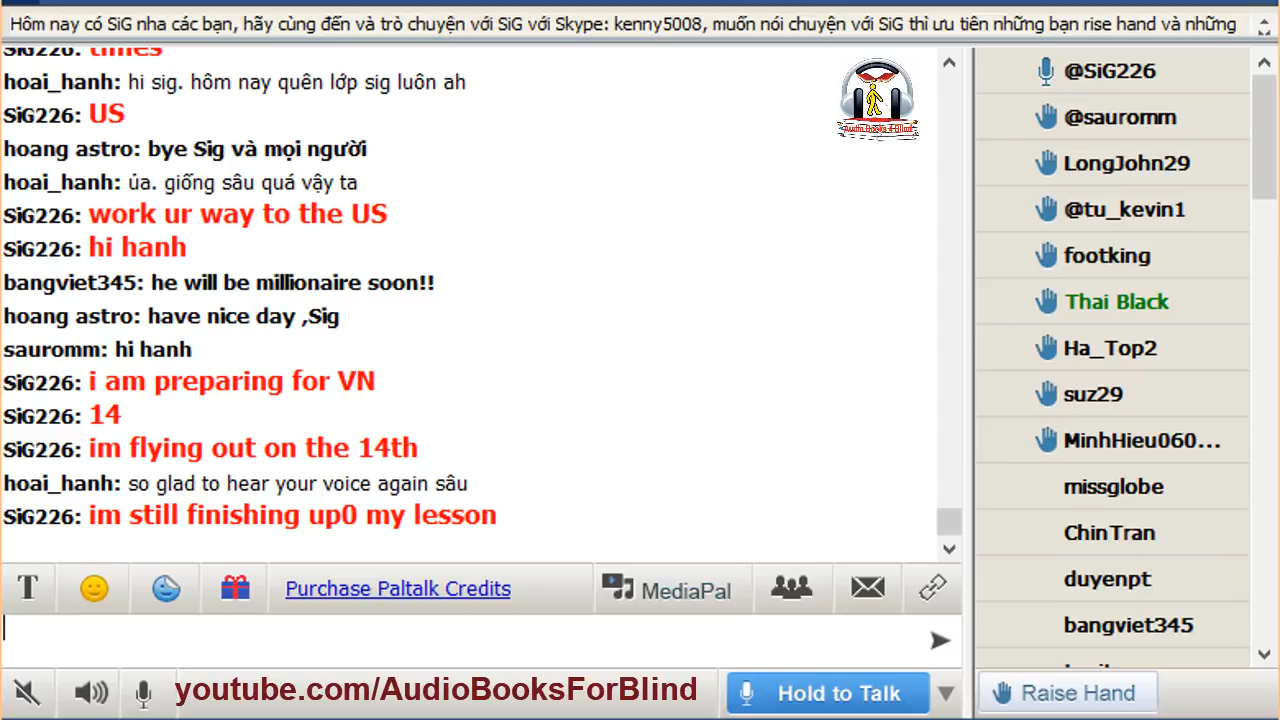 Hôm nay có SiG nha các bạn, hãy cùng đến và trò chuyện với SiG với Skype: kenny5008, muốn nói chuyện với SiG thì ưu tiên những bạn rise hand và những
SiG226: times
hoai_hanh: hi sig. hôm nay quên lớp sig luôn ah
SiG226: US
hoang astro: bye Sig và mọi người
hoai_hanh: ủa. giống sâu quá vậy ta
SiG226: work ur way to the US
SiG226: hi hanh
bangviet345: he will be millionaire soon!!
hoang astro: have nice day ,Sig
sauromm: hi hanh
SiG226: i am preparing for VN
SiG226: 14
SiG226: im flying out on the 14th
hoai_hanh: so glad to hear your voice again sâu
SiG226: im still finishing up0 my lesson
Audio Books 4 Blind
@SiG226
@sauromm
LongJohn29
@tu_kevin1
footking
Thai Black
Ha_Top2
suz29
MinhHieu060...
missglobe
ChinTran
duyenpt
bangviet345
T
Purchase Paltalk Credits
MediaPal
youtube.com/AudioBooksForBlind
Hold to Talk
Raise Hand